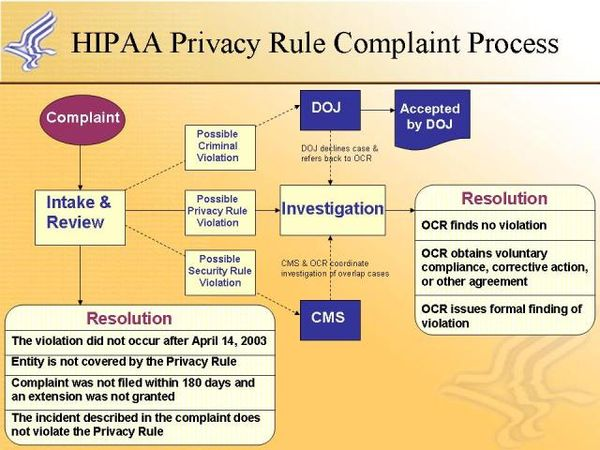 HIPAA Privacy Rule Complaint Process
Complaint
DOJ
Accepted
by DOJ
Possible
Criminal
Violation
DOJ declines case &
refers back to OCR
Intake &
Review
Possible
Privacy Rule
Violation
Investigation
Resolution
OCR finds no violation
OCR obtains voluntary
compliance, corrective action,
or other agreement
OCR issues formal finding of
violation
Possible
Security Rule
Violation
CMS & OCR coordinate
investigation of overlap cases
CMS
Resolution
The violation did not occur after April 14, 2003
Entity is not covered by the Privacy Rule
Complaint was not filed within 180 days and
an extension was not granted
The incident described in the complaint does
not violate the Privacy Rule